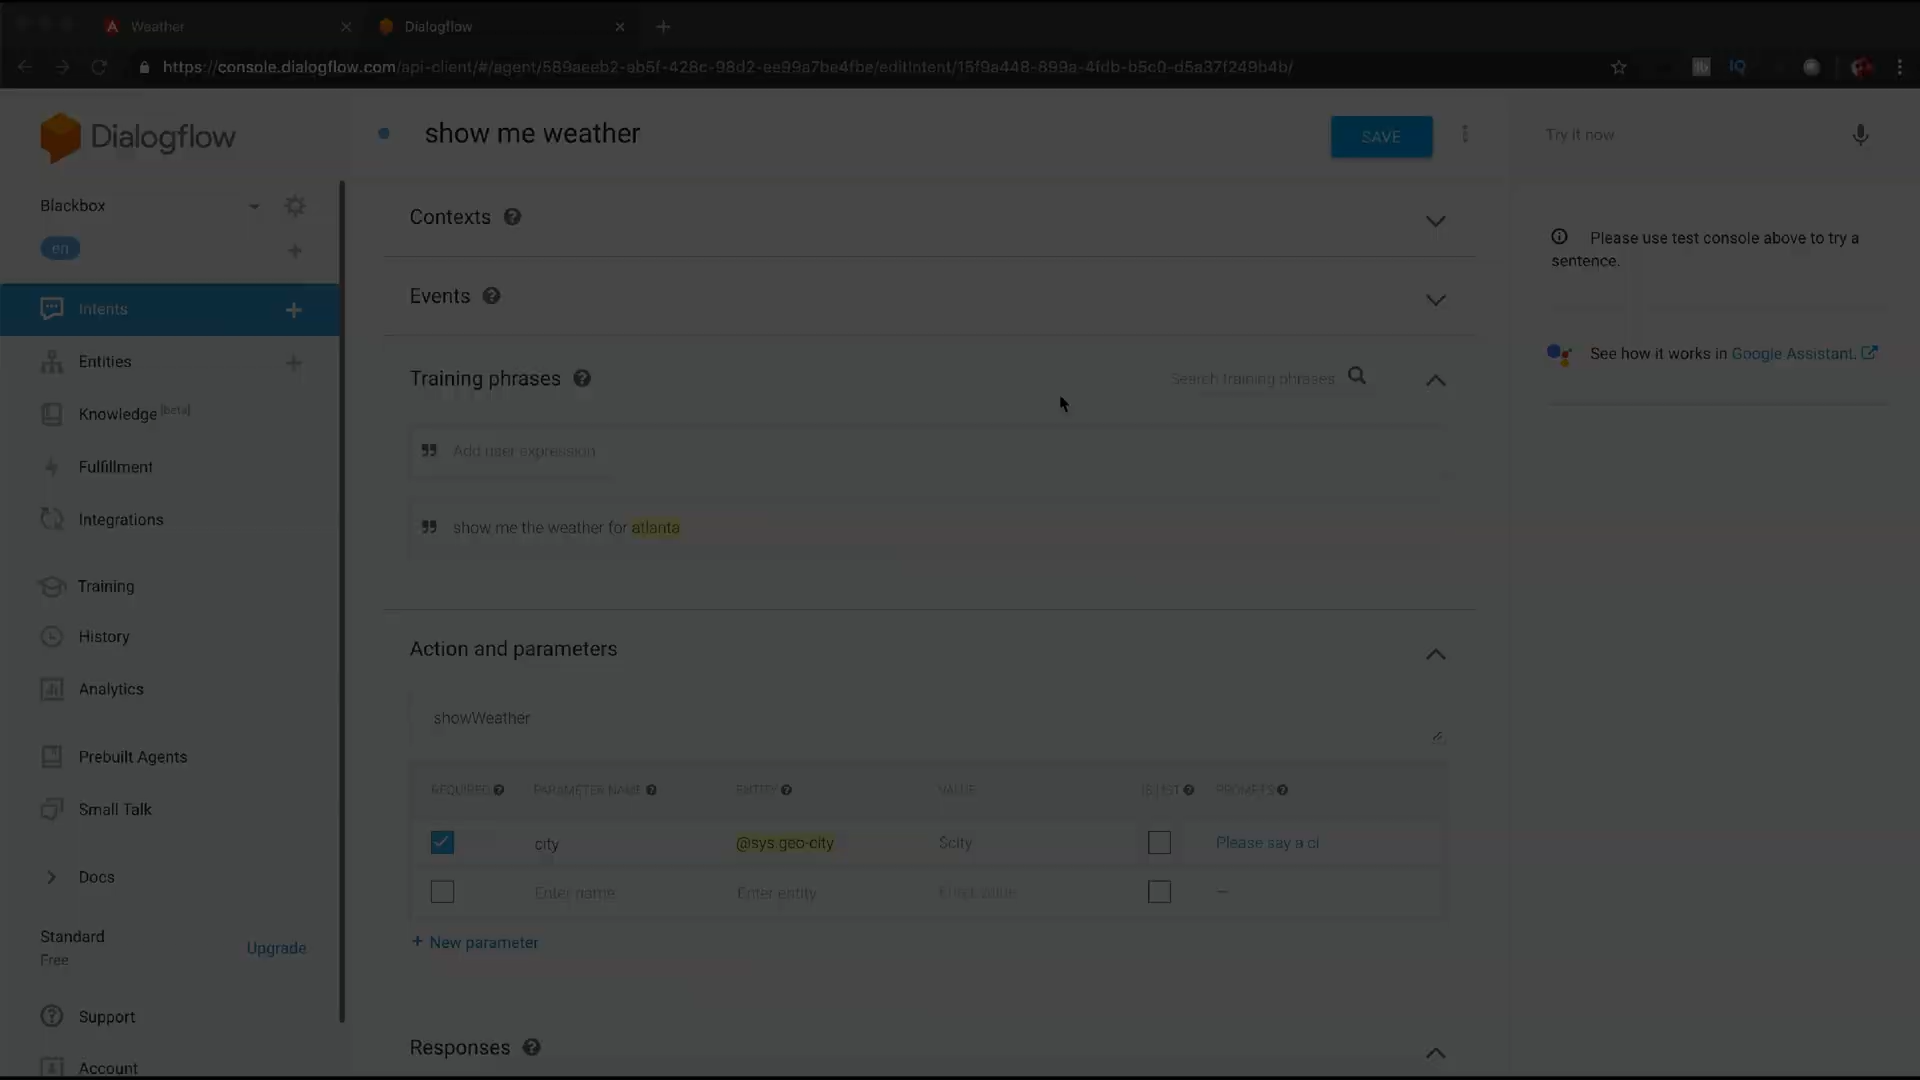 Weather
Dialogflow
https://console.dialogflow.com/api-client/#/agent/589aeeb2-ab5f-428c-98d2-ee99a7be4fbe/editIntent/15f9a448-899a-4fdb-b5c0-d5a37f249b4b/
Dialogflow
show me weather
SAVE
Try it now
Blackbox
en
Contexts
Please use test console above to try a
sentence.
Intents
Events
Entities
See how it works in Google Assistant.
Knowledge [beta]
Training phrases
Search training phrases
Fulfillment
Add user expression
Integrations
show me the weather for atlanta
Training
History
Action and parameters
Analytics
showWeather
Prebuilt Agents
REQUIRED PARAMETER NAME ENTITY VALUE IS LIST PROMPTS
Small Talk
city @sys.geo-city $city Please say a ci
Docs
Enter name Enter entity Enter value —
Standard
Free
Upgrade
+ New parameter
Support
Responses
Account